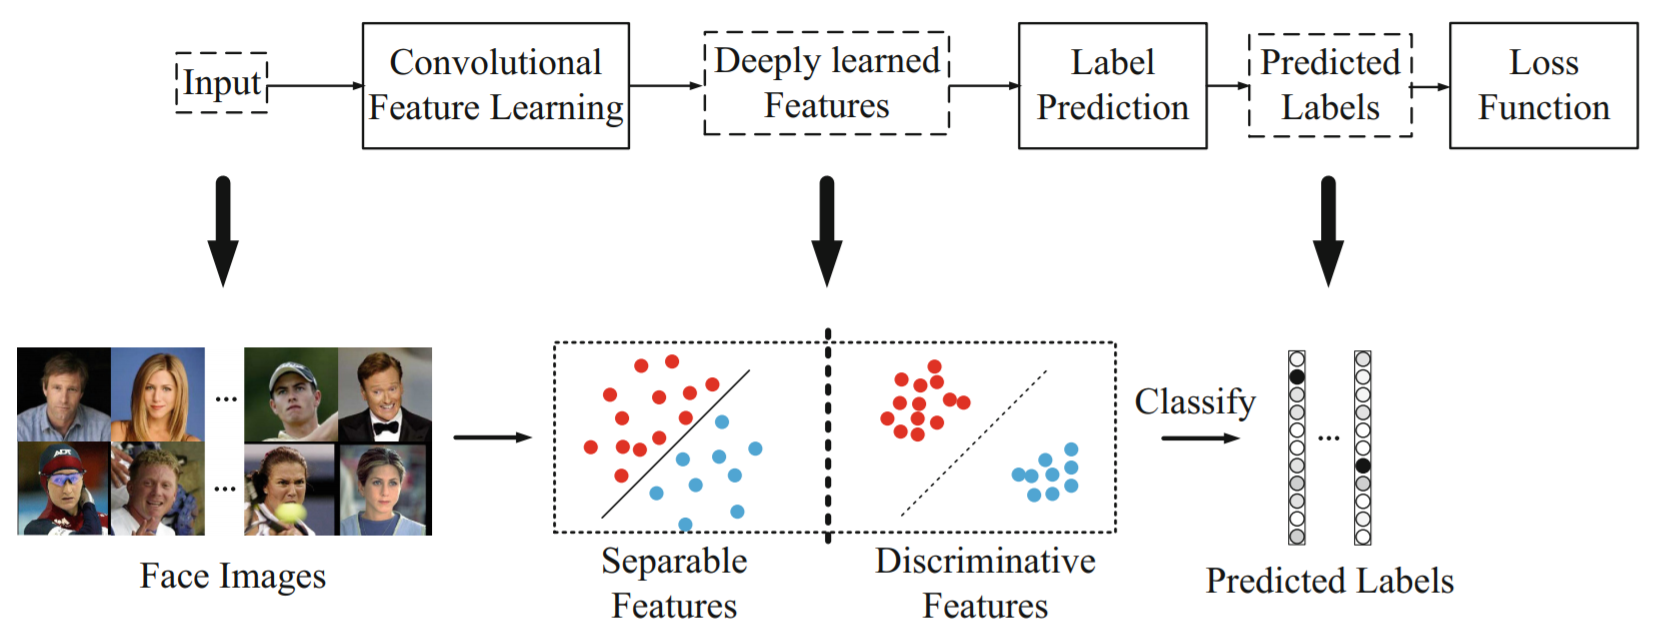 Input
Convolutional
Feature Learning
Deeply learned
Features
Label
Prediction
Predicted
Labels
Loss
Function
...
...
Classify
...
Face Images
Separable
Features
Discriminative
Features
Predicted Labels